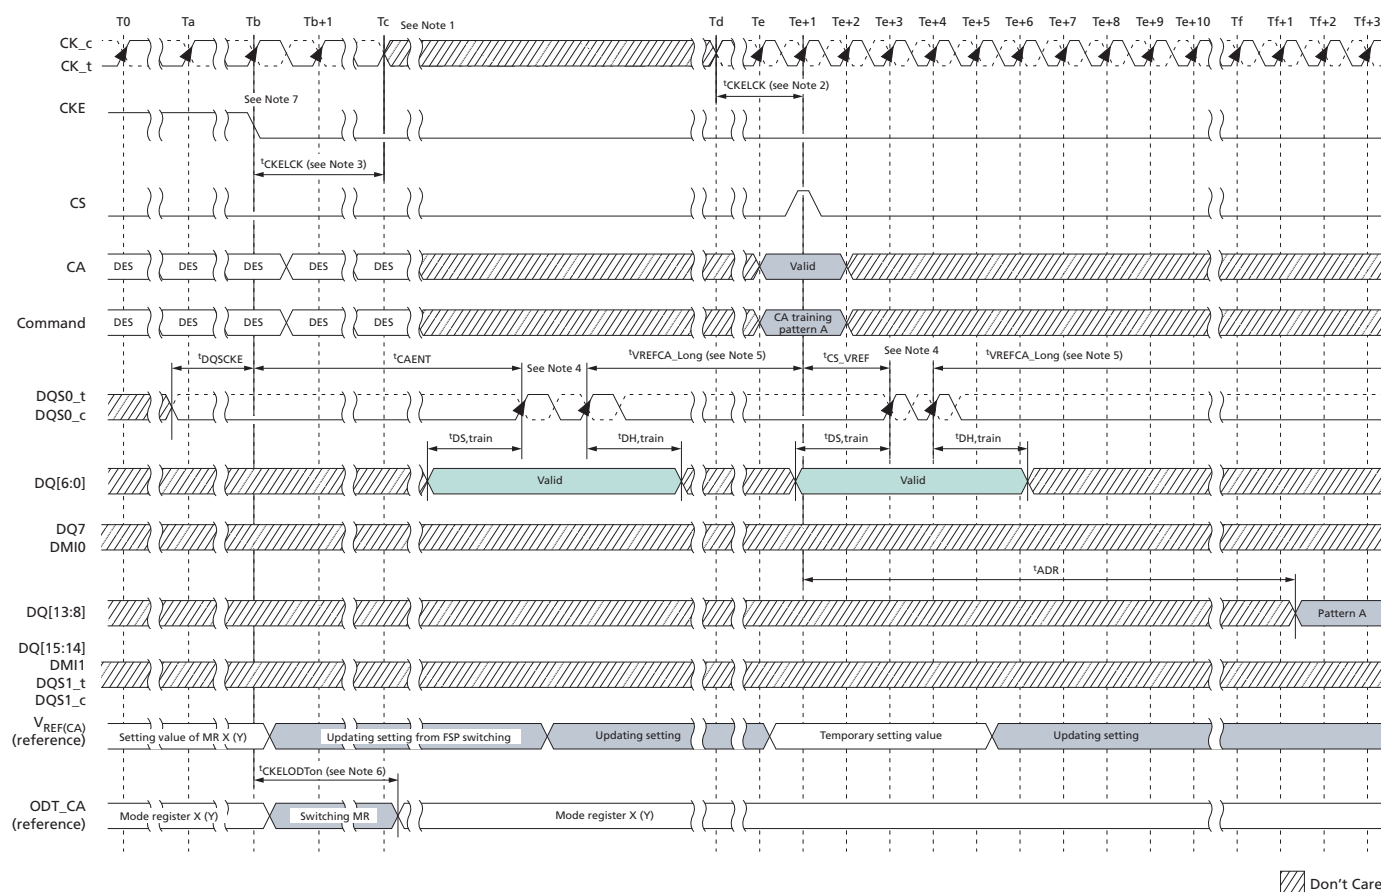 T0 Ta Tb Tb+1 Tc See Note 1 Td Te Te+1 Te+2 Te+3 Te+4 Te+5 Te+6 Te+7 Te+8 Te+9 Te+10 Tf Tf+1 Tf+2 Tf+3
CK_c
CK_t
tCKELCK (see Note 2)
CKE
See Note 7
tCKELCK (see Note 3)
CS
CA DES DES DES DES DES Valid
Command DES DES DES DES DES CA training pattern A
tDQSCKE tCAENT See Note 4 tVREFCA_Long (see Note 5) tCS_VREF See Note 4 tVREFCA_Long (see Note 5)
DQS0_t
DQS0_c
tDS,train tDH,train tDS,train tDH,train
DQ[6:0] Valid Valid
DQ7
DMI0
tADR
DQ[13:8] Pattern A
DQ[15:14]
DMI1
DQS1_t
DQS1_c
VREF(CA)
(reference) Setting value of MR X (Y) Updating setting from FSP switching Updating setting Temporary setting value Updating setting
tCKELODTon (see Note 6)
ODT_CA
(reference) Mode register X (Y) Switching MR Mode register X (Y)
Don't Care